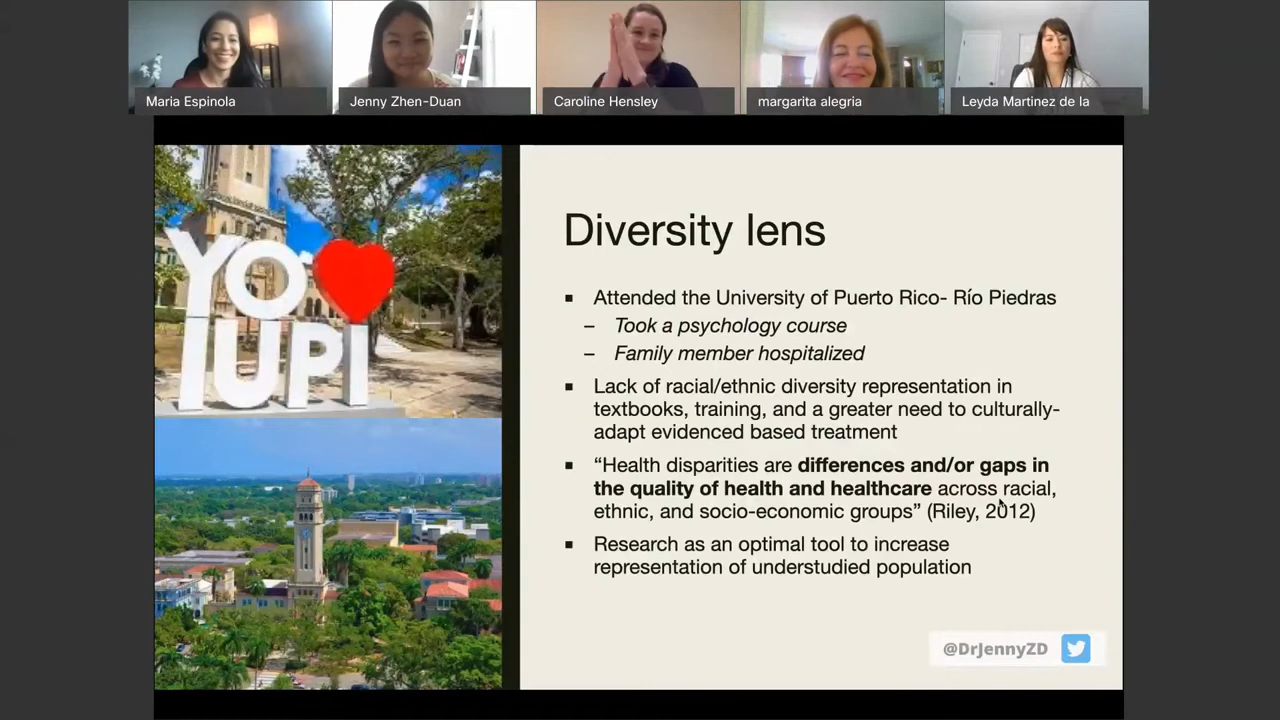 Maria Espinola
Jenny Zhen-Duan
Caroline Hensley
margarita alegria
Leyda Martinez de la
YO
IUPI
Diversity lens
▪ Attended the University of Puerto Rico- Río Piedras
– Took a psychology course
– Family member hospitalized
▪ Lack of racial/ethnic diversity representation in
textbooks, training, and a greater need to culturally-
adapt evidenced based treatment
▪ “Health disparities are differences and/or gaps in
the quality of health and healthcare across racial,
ethnic, and socio-economic groups” (Riley, 2012)
▪ Research as an optimal tool to increase
representation of understudied population
@DrJennyZD